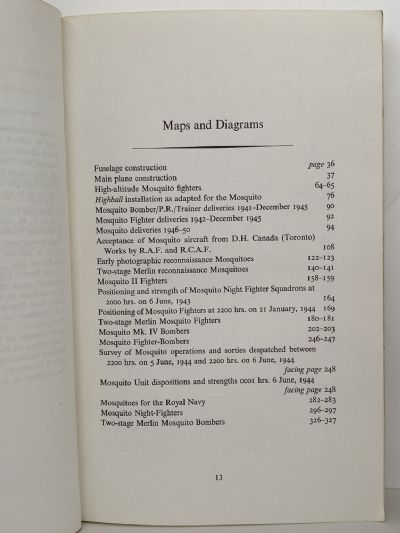 Maps and Diagrams
Fuselage construction page 36
Main plane construction 37
High-altitude Mosquito fighters 64–65
Highball installation as adapted for the Mosquito 76
Mosquito Bomber/P.R./Trainer deliveries 1941–December 1945 90
Mosquito Fighter deliveries 1942–December 1945 92
Mosquito deliveries 1946–50 94
Acceptance of Mosquito aircraft from D.H. Canada (Toronto)
Works by R.A.F. and R.C.A.F. 108
Early photographic reconnaissance Mosquitoes 122–123
Two-stage Merlin reconnaissance Mosquitoes 140–141
Mosquito II Fighters 158–159
Positioning and strength of Mosquito Night Fighter Squadrons at
2200 hrs. on 6 June, 1943 164
Positioning of Mosquito Fighters at 2200 hrs. on 21 January, 1944 169
Two-stage Merlin Mosquito Fighters 180–181
Mosquito Mk. IV Bombers 202–203
Mosquito Fighter-Bombers 246–247
Survey of Mosquito operations and sorties despatched between
2200 hrs. on 5 June, 1944 and 2200 hrs. on 6 June, 1944
facing page 248
Mosquito Unit dispositions and strengths 0001 hrs. 6 June, 1944
facing page 248
Mosquitoes for the Royal Navy 282–283
Mosquito Night-Fighters 296–297
Two-stage Merlin Mosquito Bombers 326–327
13